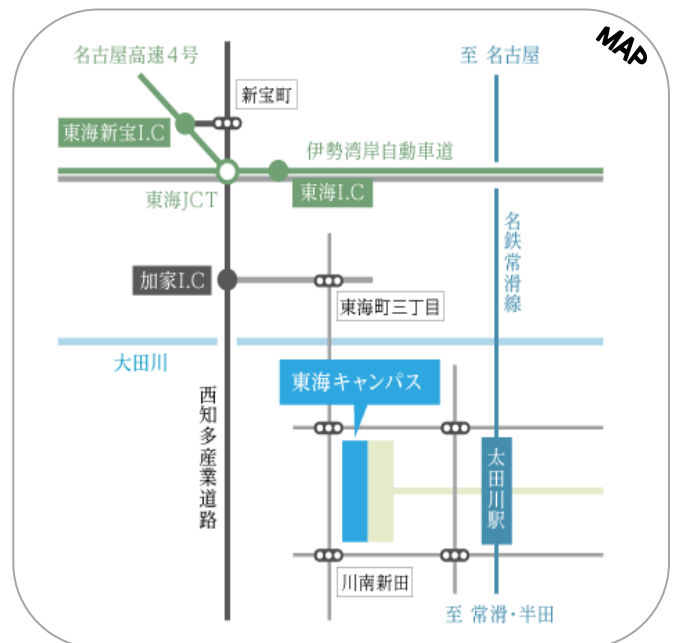 MAP
名古屋高速4号
至 名古屋
新宝町
東海新宝I.C
伊勢湾岸自動車道
東海I.C
東海JCT
名鉄常滑線
加家I.C
東海町三丁目
大田川
東海キャンパス
西知多産業道路
太田川駅
川南新田
至 常滑・半田